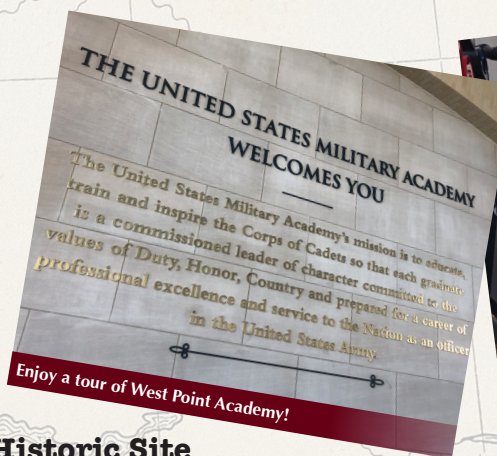 THE UNITED STATES MILITARY ACADEMY
WELCOMES YOU
The United States Military Academy's mission is to educate,
train and inspire the Corps of Cadets so that each graduate
is a commissioned leader of character committed to the
values of Duty, Honor, Country and prepared for a career of
professional excellence and service to the Nation as an officer
in the United States Army.
Enjoy a tour of West Point Academy!
Historic Site